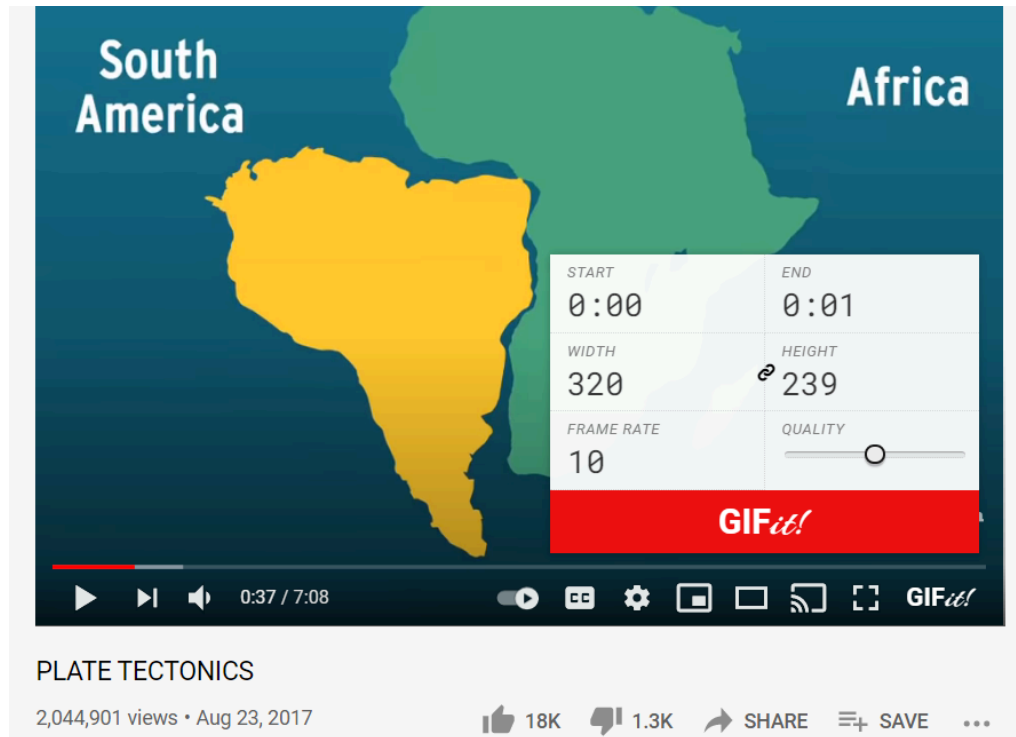 South
America
Africa
START
0:00
END
0:01
WIDTH
320
HEIGHT
239
FRAME RATE
10
QUALITY
GIFit!
0:37 / 7:08
CC
GIFit!
PLATE TECTONICS
2,044,901 views • Aug 23, 2017
18K
1.3K
SHARE
SAVE